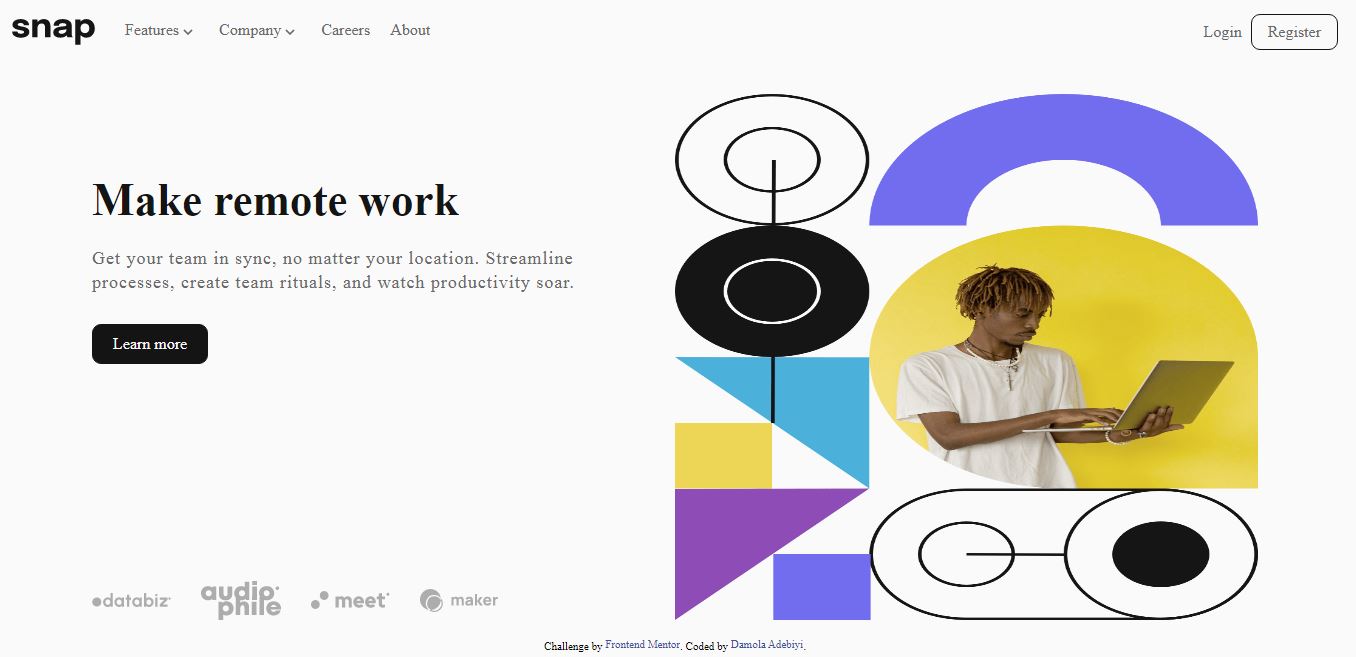 snap Features Company Careers About Login Register
Make remote work
Get your team in sync, no matter your location. Streamline
processes, create team rituals, and watch productivity soar.
Learn more
databiz audiophile meet maker
Challenge by Frontend Mentor. Coded by Damola Adebiyi.